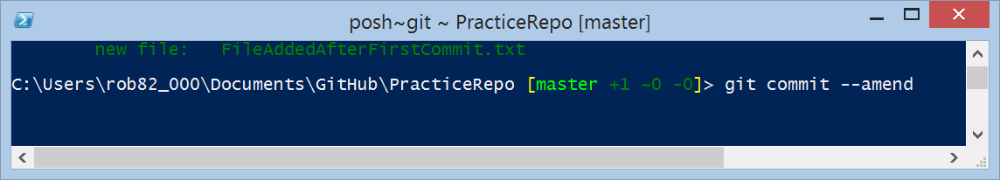 posh~git ~ PracticeRepo [master]
new file:   FileAddedAfterFirstCommit.txt
C:\Users\rob82_000\Documents\GitHub\PracticeRepo [master +1 ~0 -0]> git commit --amend